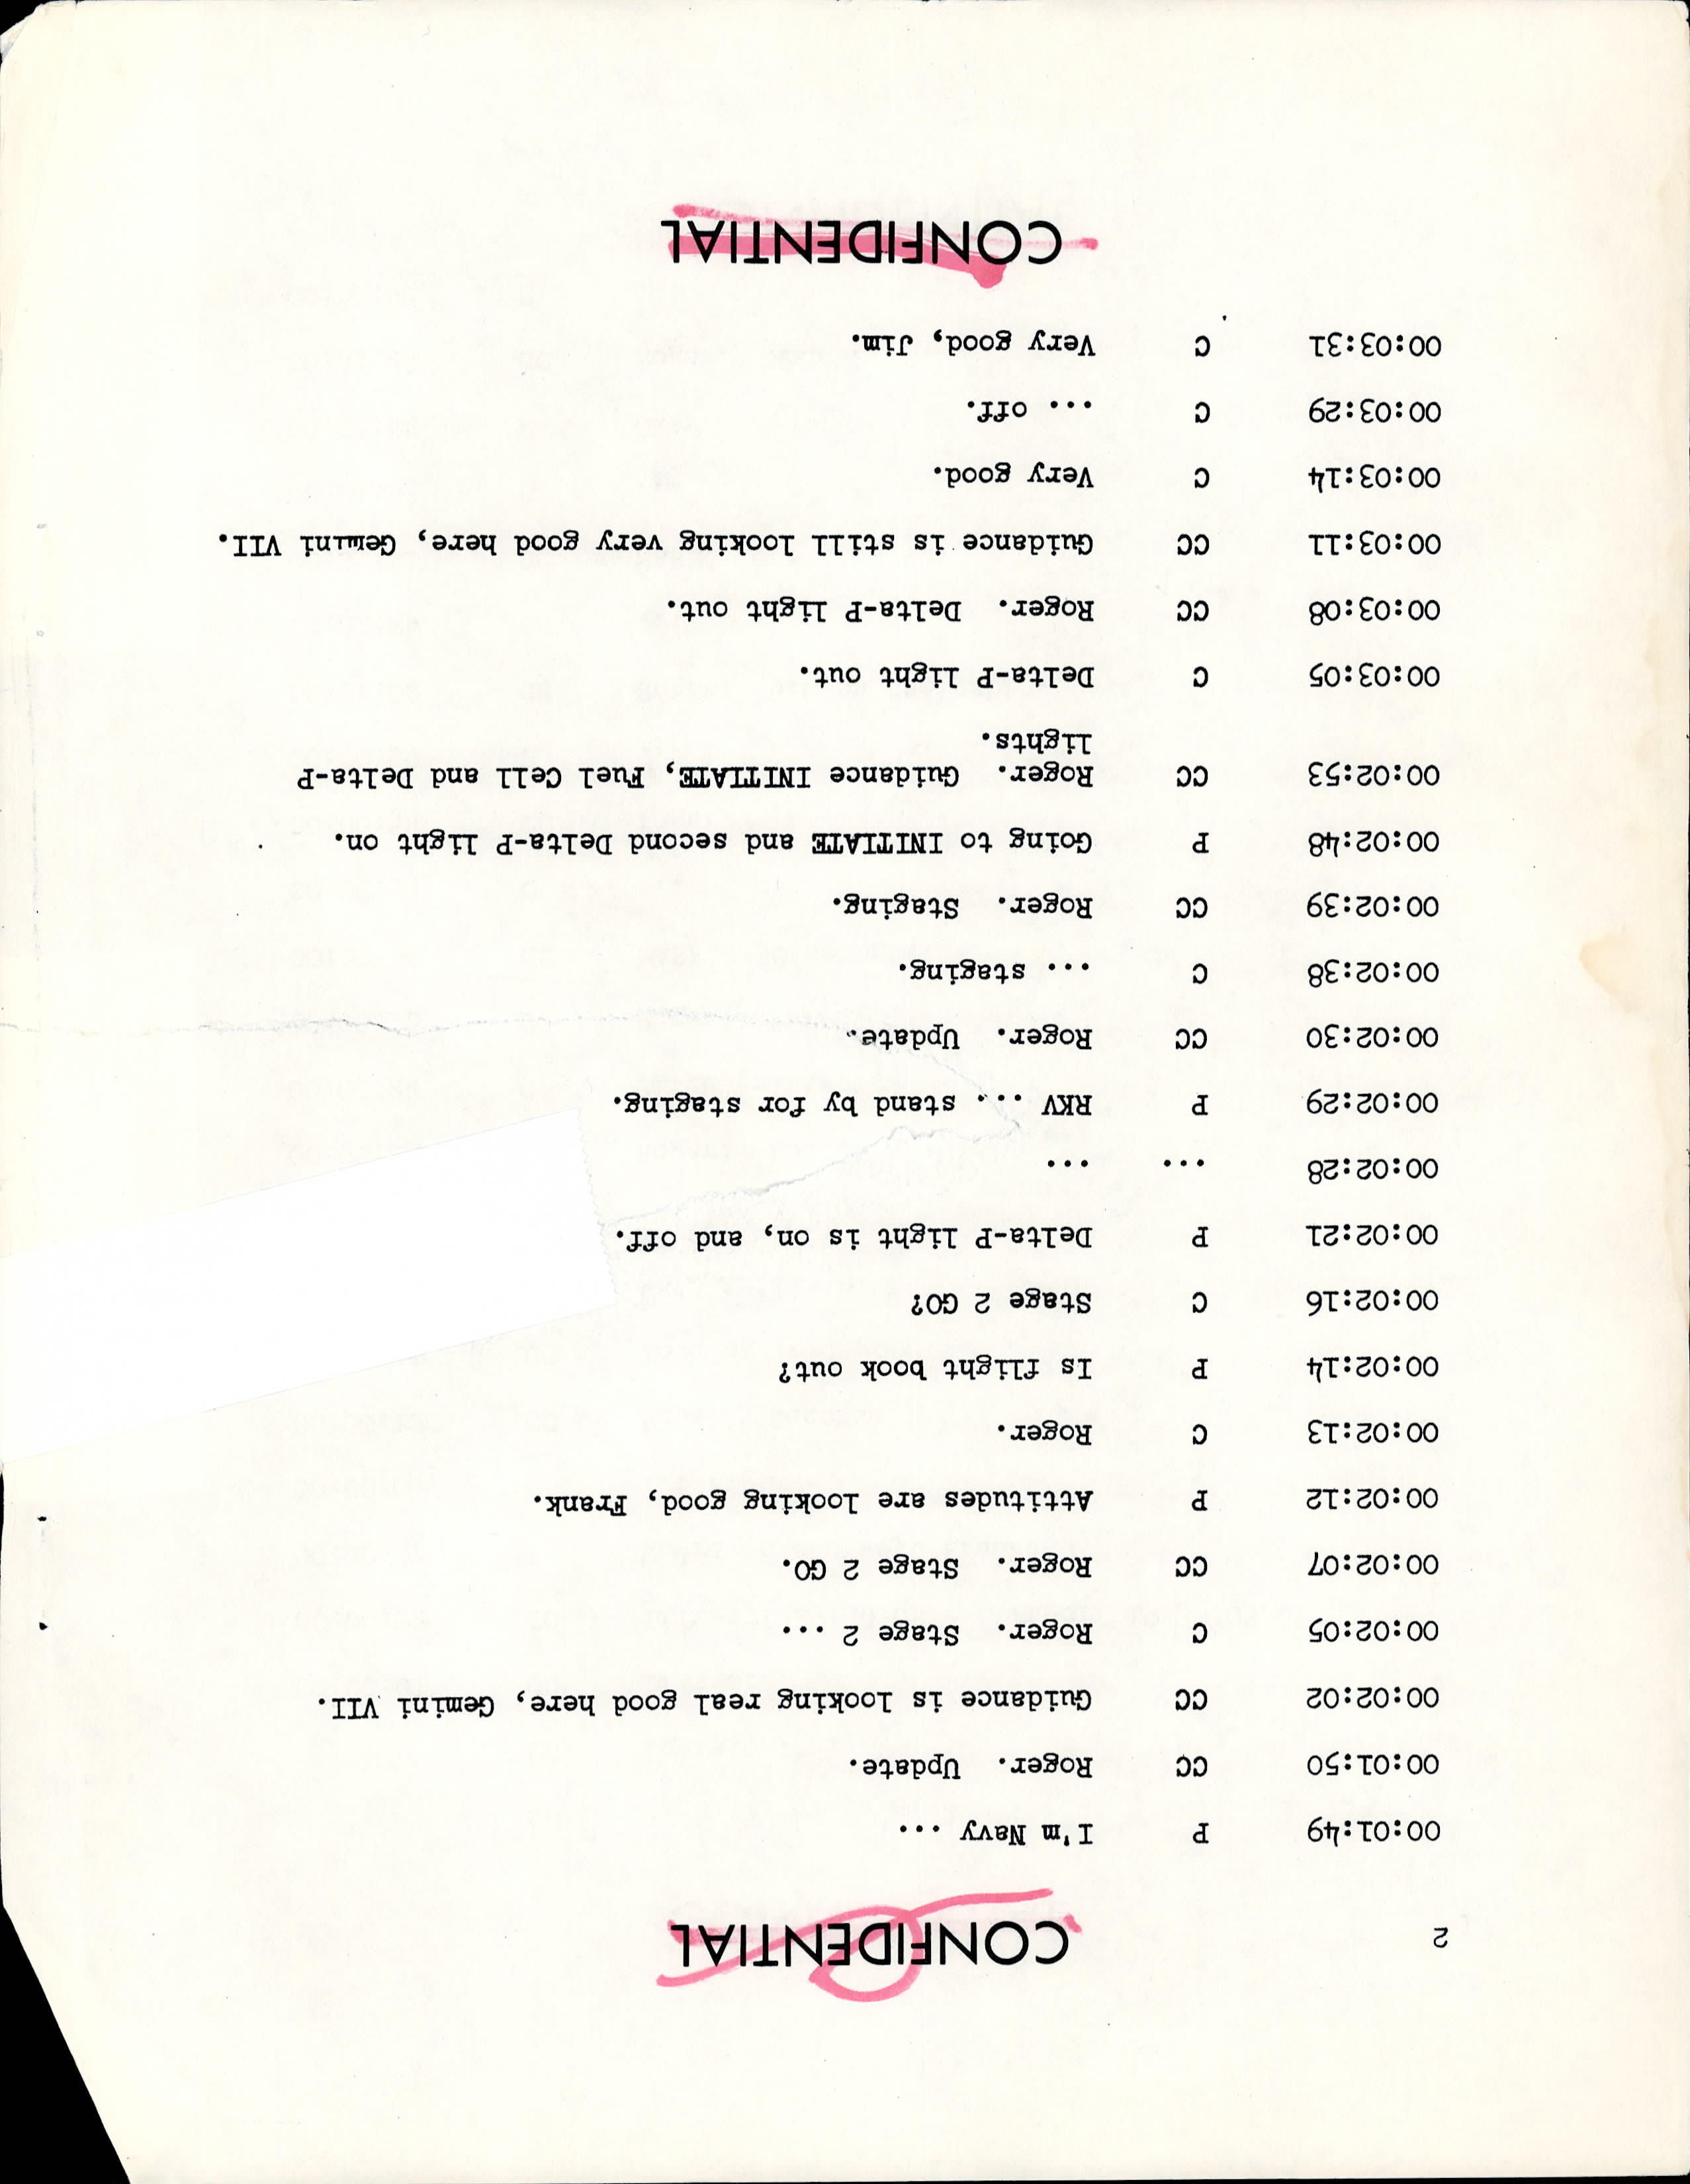 2
CONFIDENTIAL
00:01:49 P I'm Navy ...
00:01:50 CC Roger. Update.
00:02:02 CC Guidance is looking real good here, Gemini VII.
00:02:05 C Roger. Stage 2 ...
00:02:07 CC Roger. Stage 2 GO.
00:02:12 P Attitudes are looking good, Frank.
00:02:13 C Roger.
00:02:14 P Is flight book out?
00:02:16 C Stage 2 GO?
00:02:21 P Delta-P light is on, and off.
00:02:28 ... ...
00:02:29 P RKV ... stand by for staging.
00:02:30 CC Roger. Update.
00:02:38 C ... staging.
00:02:39 CC Roger. Staging.
00:02:48 P Going to INITIATE and second Delta-P light on.
00:02:53 CC Roger. Guidance INITIATE, Fuel Cell and Delta-P
lights.
00:03:05 C Delta-P light out.
00:03:08 CC Roger. Delta-P light out.
00:03:11 CC Guidance is still looking very good here, Gemini VII.
00:03:14 C Very good.
00:03:29 C ... off.
00:03:31 C Very good, Jim.
CONFIDENTIAL